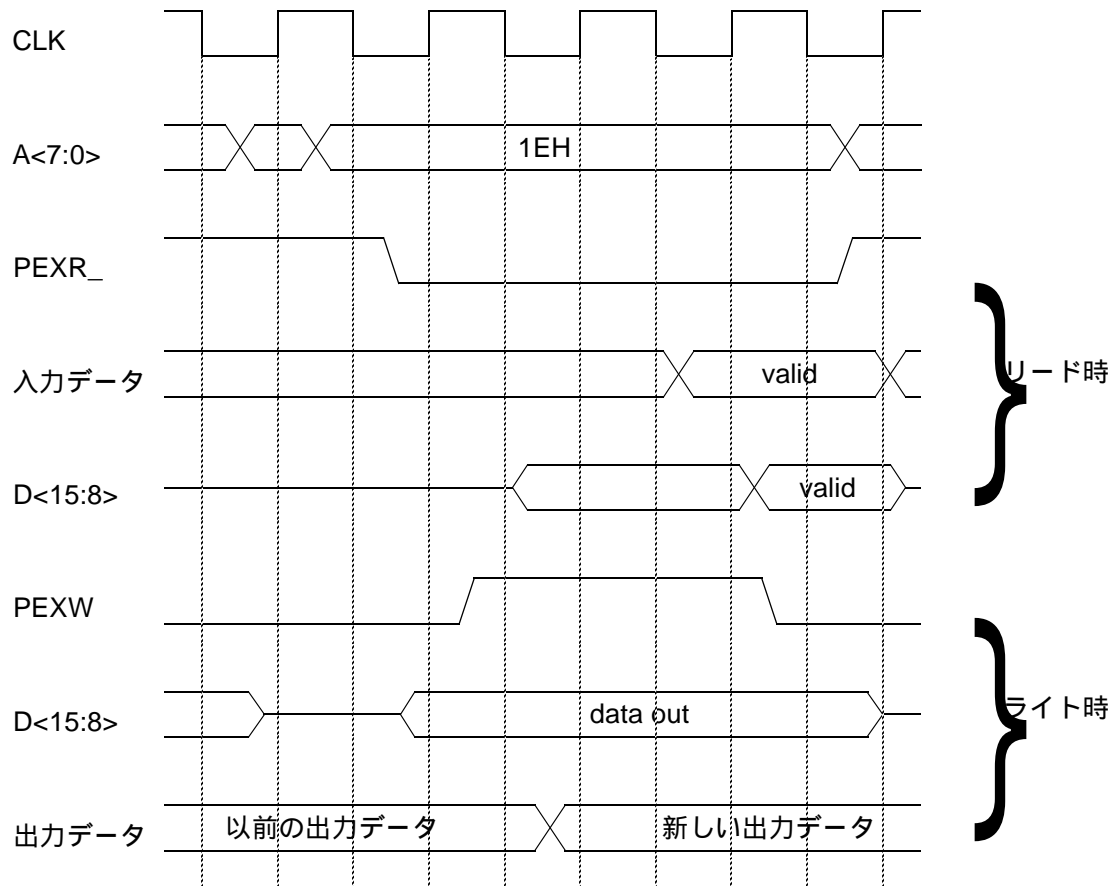 CLK
A<7:0>
1EH
PEXR_
入力データ
valid
リード時
D<15:8>
valid
PEXW
D<15:8>
data out
ライト時
出力データ
以前の出力データ
新しい出力データ